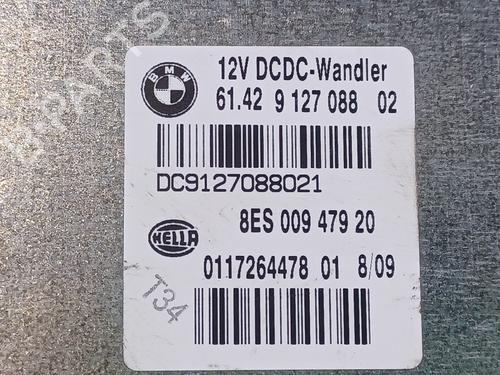 B-PARTS
BMW
12V DCDC-Wandler
61.42 9 127 088 02
DC9127088021
HELLA
8ES 009 479 20
0117264478 01 8/09
T34